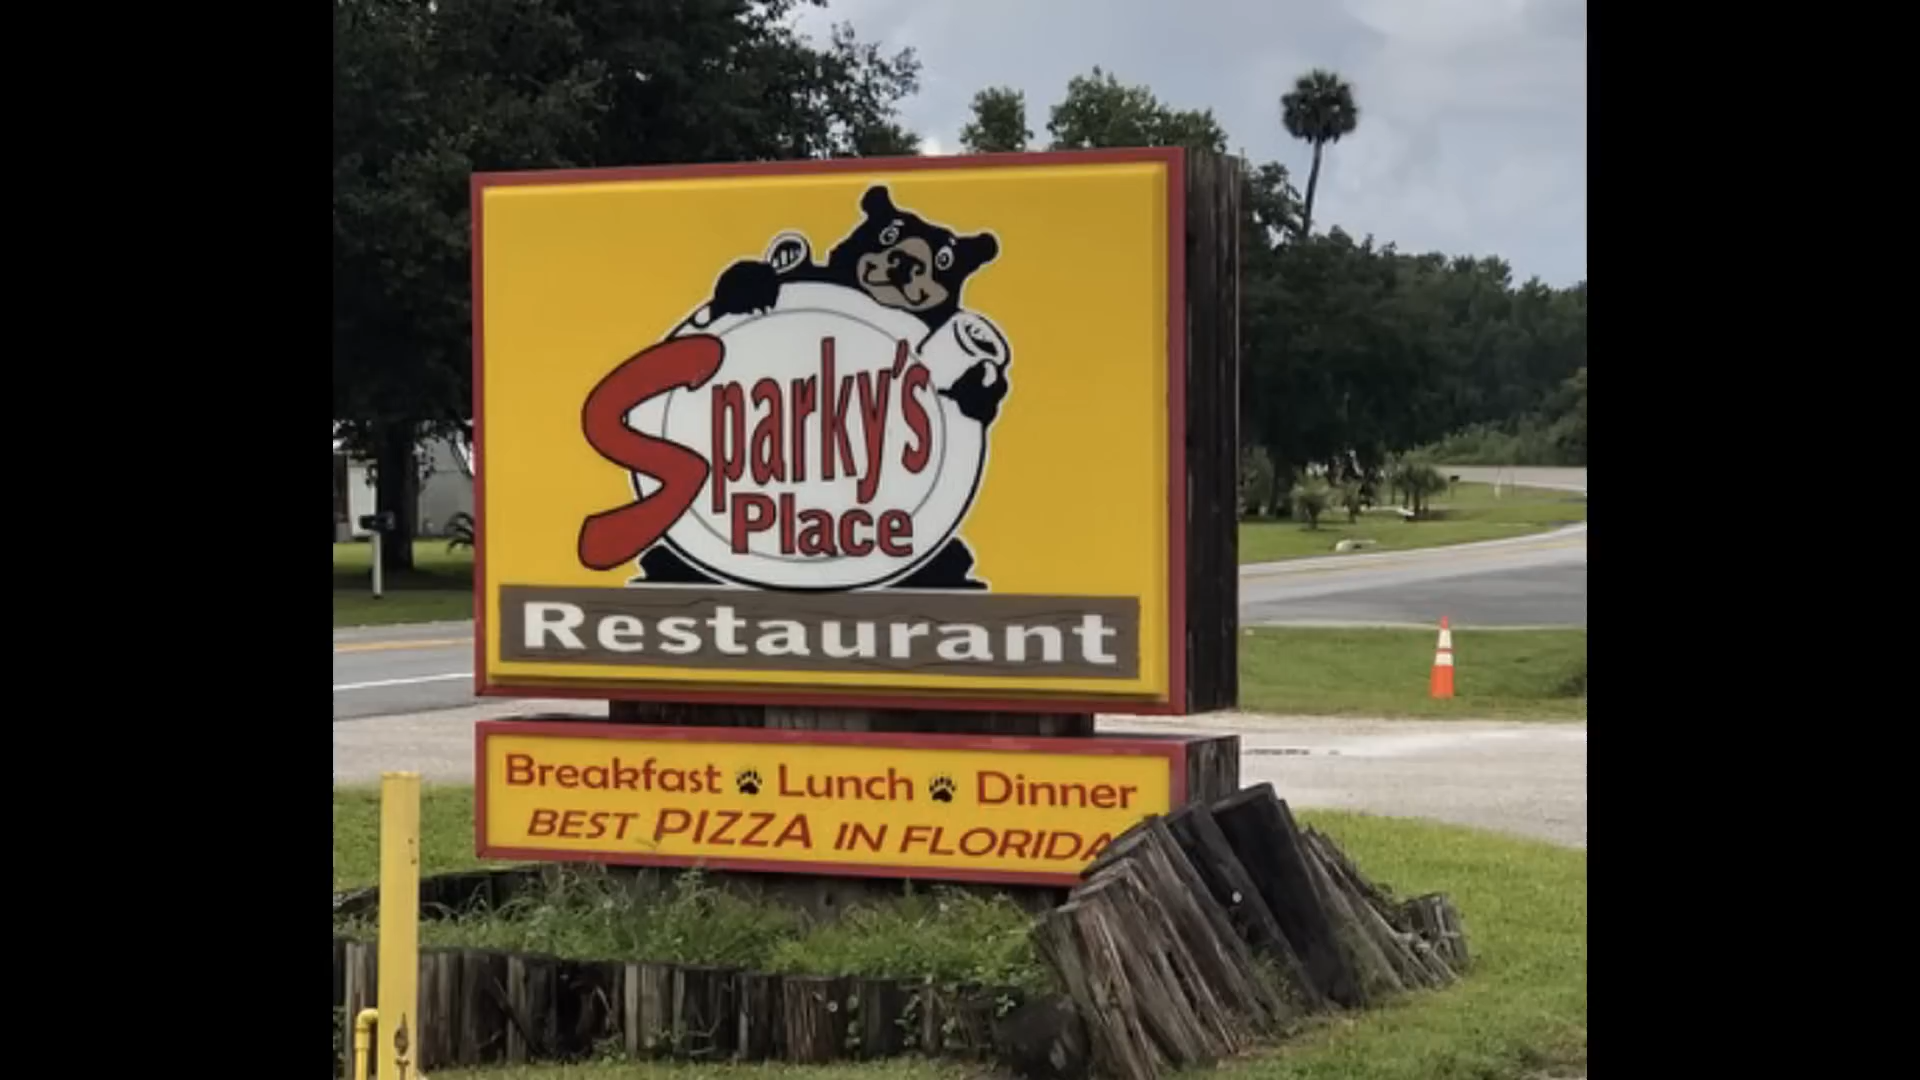 Sparky's
Place
Restaurant
Breakfast Lunch Dinner
BEST PIZZA IN FLORIDA